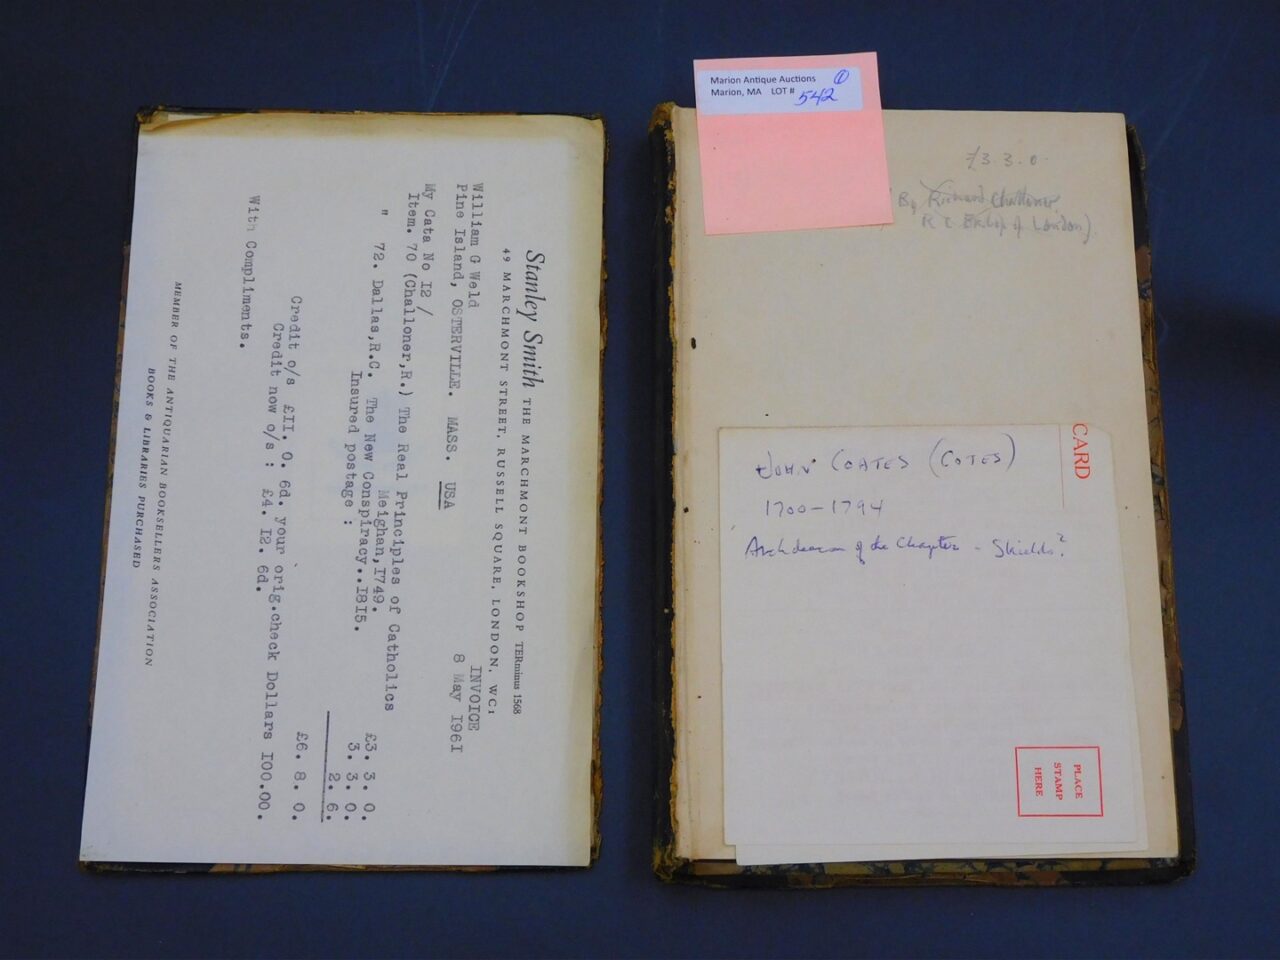 Stanley Smith THE MARCHMONT BOOKSHOP TERminus 1568
49 MARCHMONT STREET, RUSSELL SQUARE, LONDON, WC1
INVOICE
William G Weld 8 May 1961
Pine Island, OSTERVILLE. MASS. USA
My Cata No 12 /
Item. 70 (Challoner,R.) The Real Principles of Catholics
Meighan,1749. £3. 3. 0.
" 72. Dallas,R.C. The New Conspiracy..1815. 3. 3. 0.
Insured postage : 2. 6.
£6. 8. 0.
Credit o/s £11. 0. 6d. your orig.check Dollars 100.00.
Credit now o/s : £4. 12. 6d.
With Compliments.
MEMBER OF THE ANTIQUARIAN BOOKSELLERS ASSOCIATION
BOOKS & LIBRARIES PURCHASED
Marion Antique Auctions 1
Marion, MA LOT # 542
£3.3.0.
By Richard Challoner
R C Bishop of London)
CARD
JOHN COATES (COTES)
1700-1794
Archdeacon of the Chapter - Shields?
PLACE
STAMP
HERE